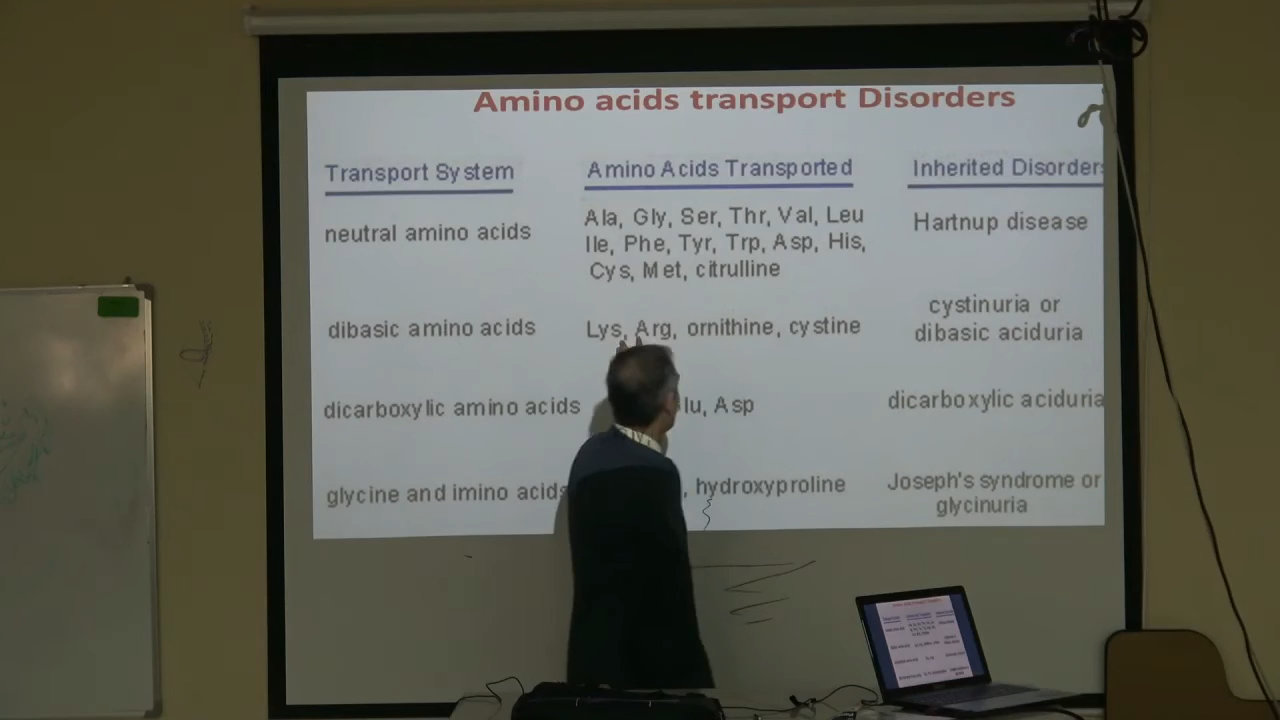 Amino acids transport Disorders
Transport System Amino Acids Transported Inherited Disorders
neutral amino acids
Ala, Gly, Ser, Thr, Val, Leu
Ile, Phe, Tyr, Trp, Asp, His,
Cys, Met, citrulline
Hartnup disease
dibasic amino acids
Lys, Arg, ornithine, cystine
cystinuria or
dibasic aciduria
dicarboxylic amino acids
lu, Asp
dicarboxylic aciduria
glycine and imino acids
, hydroxyproline
Joseph's syndrome or
glycinuria